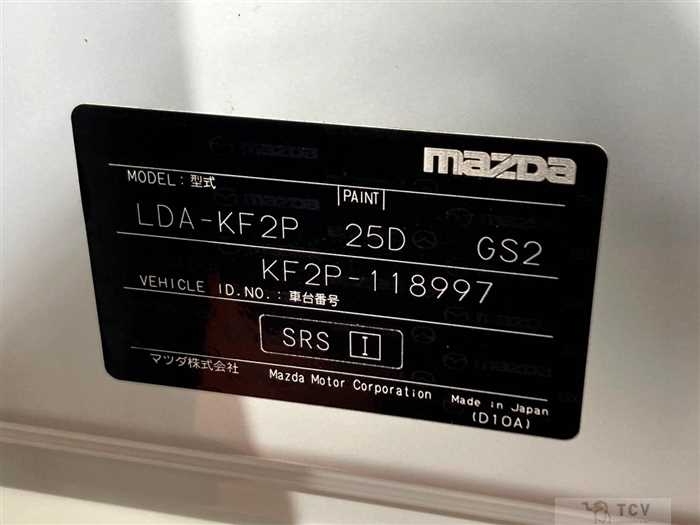 mazda
MODEL : 型式
PAINT
LDA-KF2P 25D GS2
KF2P-118997
VEHICLE ID.NO. : 車台番号
SRS I
マツダ株式会社 Mazda Motor Corporation Made in Japan
(D10A)
TCV